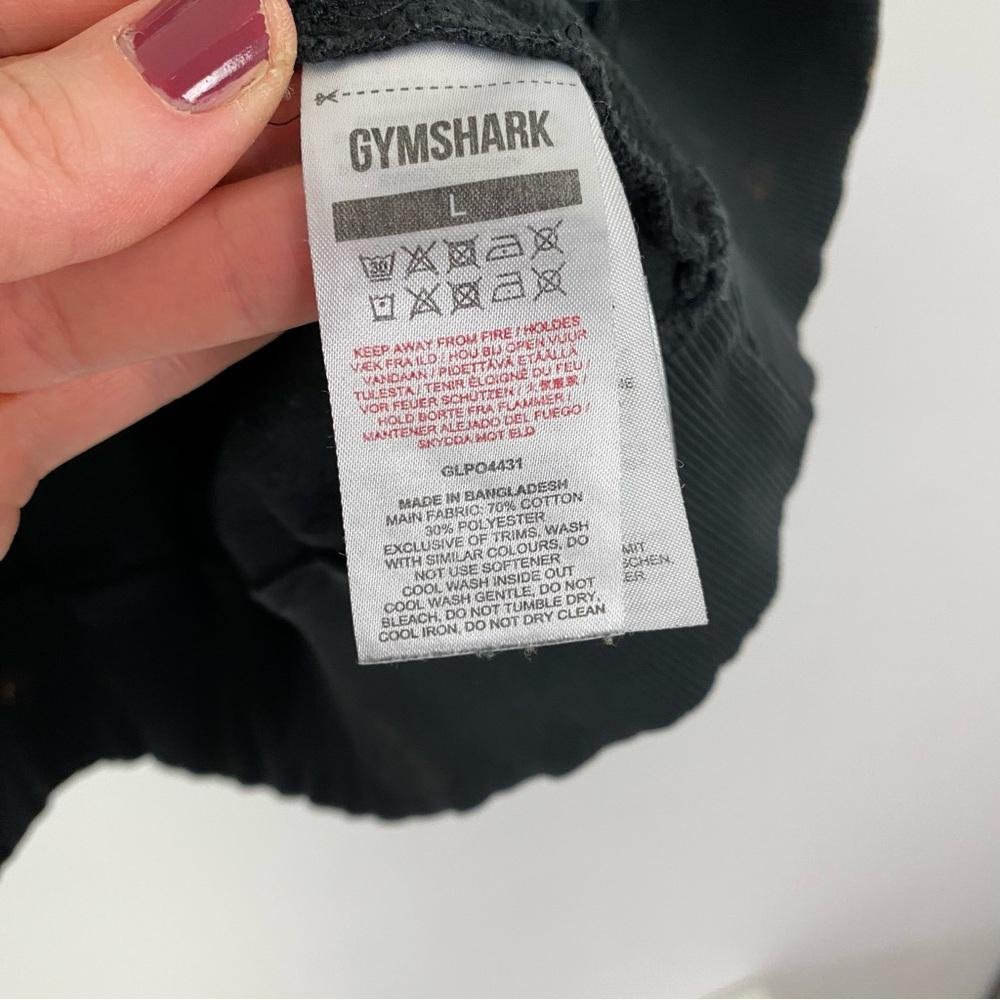 GYMSHARK
L
30
KEEP AWAY FROM FIRE / HOLDES
VÆK FRA ILD / HOU BIJ OPEN VUUR
VANDAAN / PIDETTÄVÄ ETÄÄLLÄ
TULESTA / TENIR ÉLOIGNÉ DU FEU /
VOR FEUER SCHÜTZEN /
HOLD BORTE FRA FLAMMER /
MANTENER ALEJADO DEL FUEGO /
SKYDDA MOT ELD
GLPO4431
MADE IN BANGLADESH
MAIN FABRIC: 70% COTTON
30% POLYESTER
EXCLUSIVE OF TRIMS, WASH
WITH SIMILAR COLOURS, DO
NOT USE SOFTENER
COOL WASH INSIDE OUT
COOL WASH GENTLE, DO NOT
BLEACH, DO NOT TUMBLE DRY,
COOL IRON, DO NOT DRY CLEAN
MIT
SCHEN,
ER